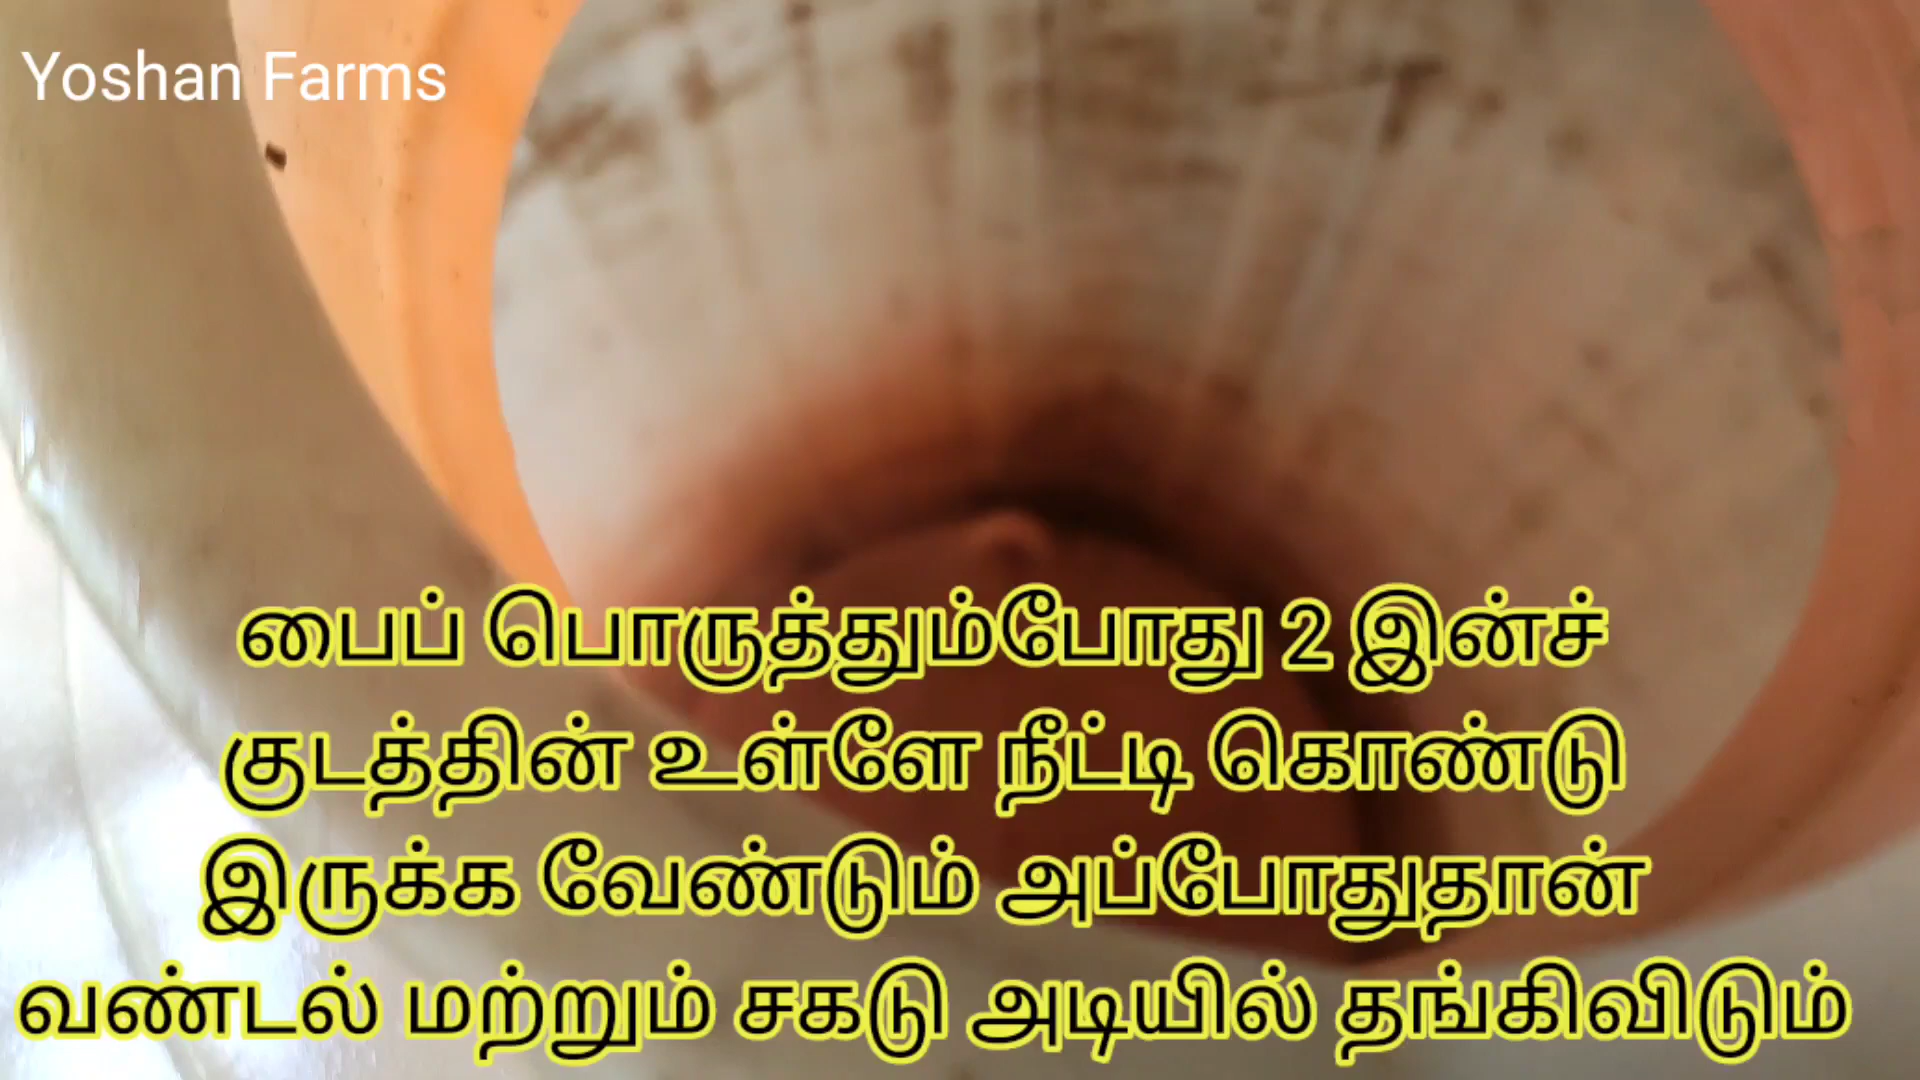 Yoshan Farms
பைப் பொருத்தும்போது 2 இன்ச்
குடத்தின் உள்ளே நீட்டி கொண்டு
இருக்க வேண்டும் அப்போதுதான்
வண்டல் மற்றும் சகடு அடியில் தங்கிவிடும்